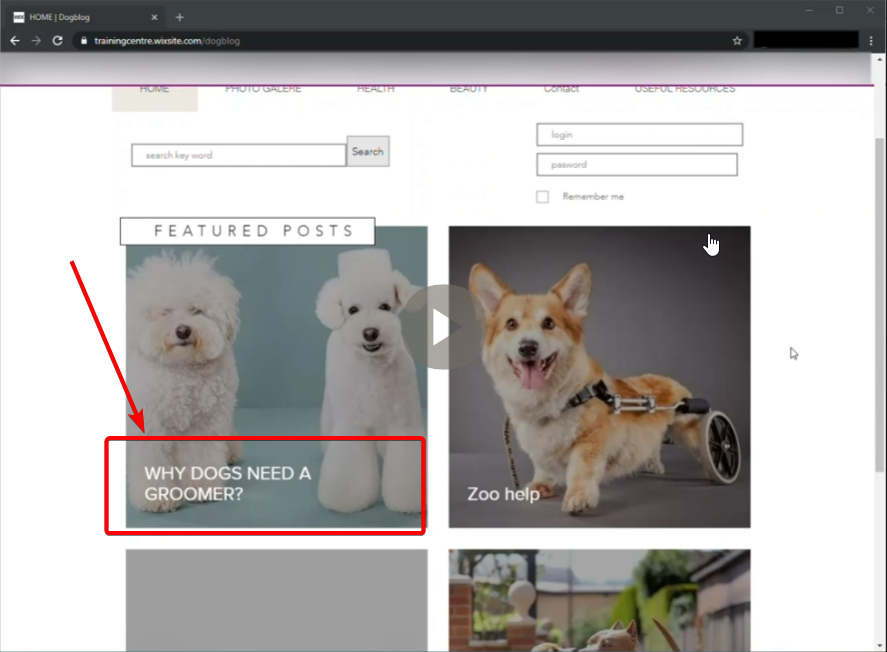 HOME | Dogblog
trainingcentre.wixsite.com/dogblog
HOME PHOTO GALERE HEALTH BEAUTY Contact USEFUL RESOURCES
login
search key word Search
pasword
Remember me
FEATURED POSTS
WHY DOGS NEED A
GROOMER?
Zoo help